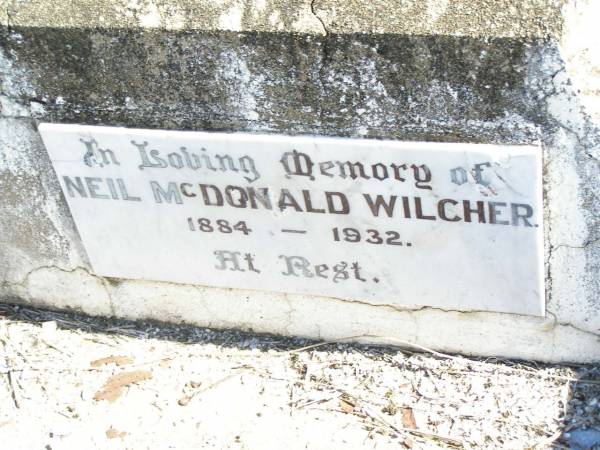 In Loving Memory of
NEIL McDONALD WILCHER.
1884 — 1932.
At Rest.